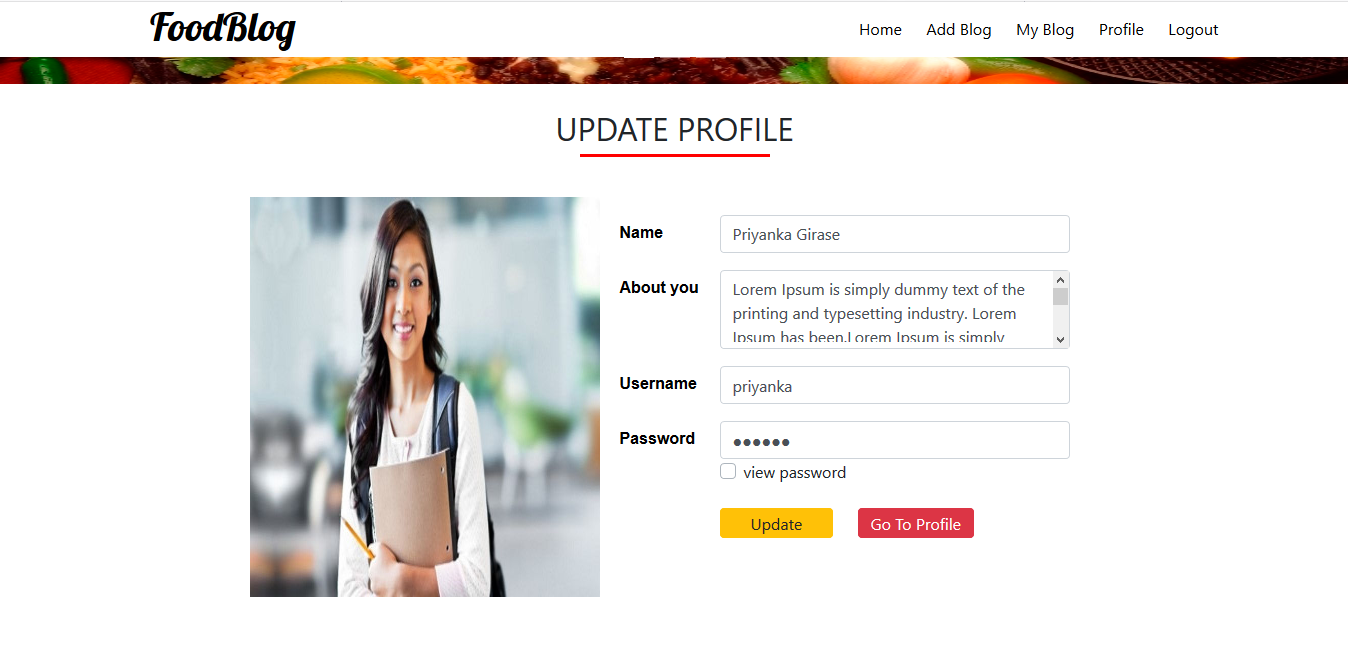 FoodBlog
Home Add Blog My Blog Profile Logout
UPDATE PROFILE
Name Priyanka Girase
About you Lorem Ipsum is simply dummy text of the
printing and typesetting industry. Lorem
Ipsum has been.Lorem Ipsum is simply
Username priyanka
Password ●●●●●●
view password
Update Go To Profile